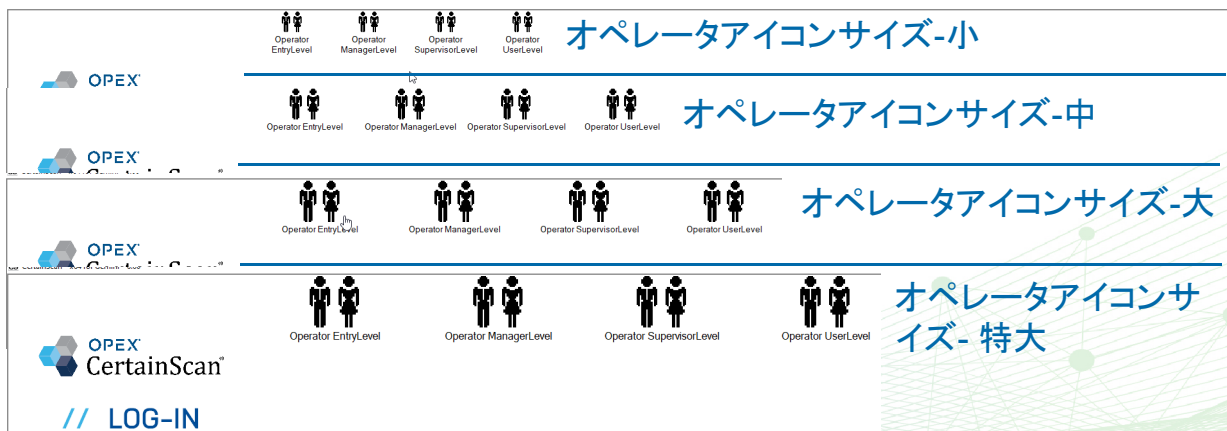 Operator
EntryLevel
Operator
ManagerLevel
Operator
SupervisorLevel
Operator
UserLevel
オペレータアイコンサイズ-小
OPEX
Operator EntryLevel
Operator ManagerLevel
Operator SupervisorLevel
Operator UserLevel
オペレータアイコンサイズ-中
OPEX
Operator EntryLevel
Operator ManagerLevel
Operator SupervisorLevel
Operator UserLevel
オペレータアイコンサイズ-大
OPEX
Operator EntryLevel
Operator ManagerLevel
Operator SupervisorLevel
Operator UserLevel
オペレータアイコンサ
イズ- 特大
OPEX
CertainScan®
// LOG-IN